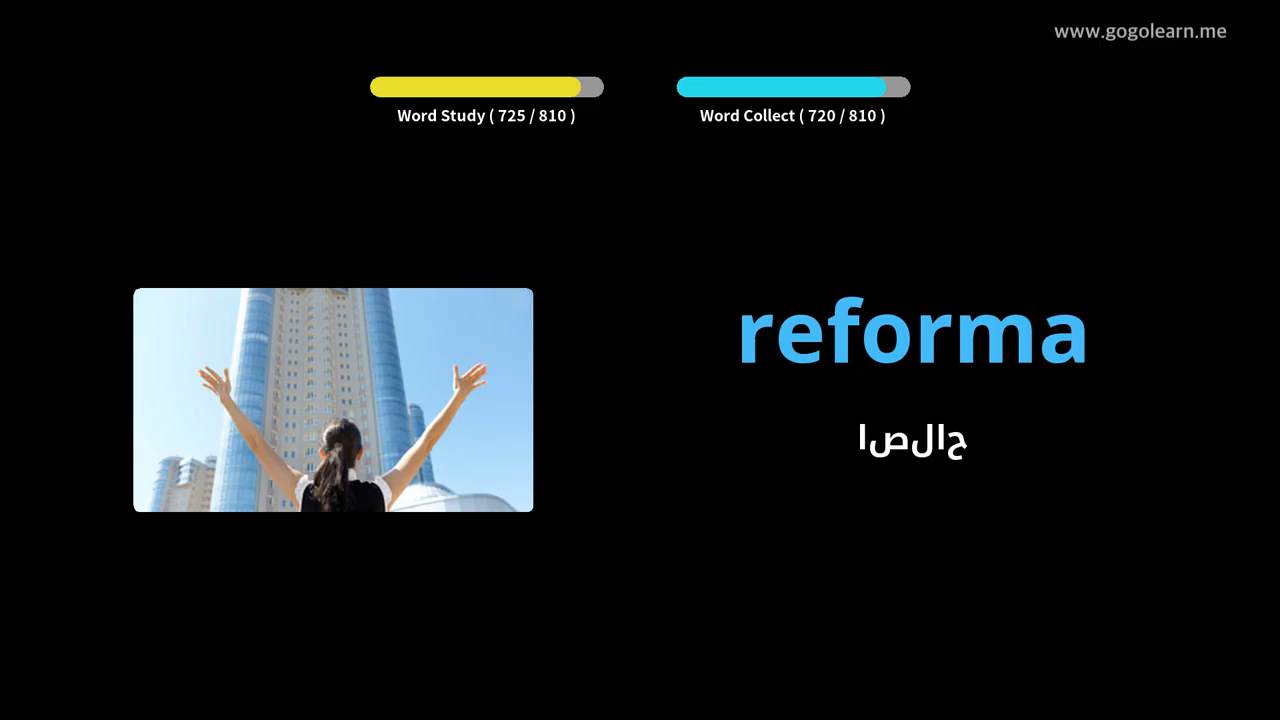 www.gogolearn.me
Word Study ( 725 / 810 )
Word Collect ( 720 / 810 )
reforma
اصلاح